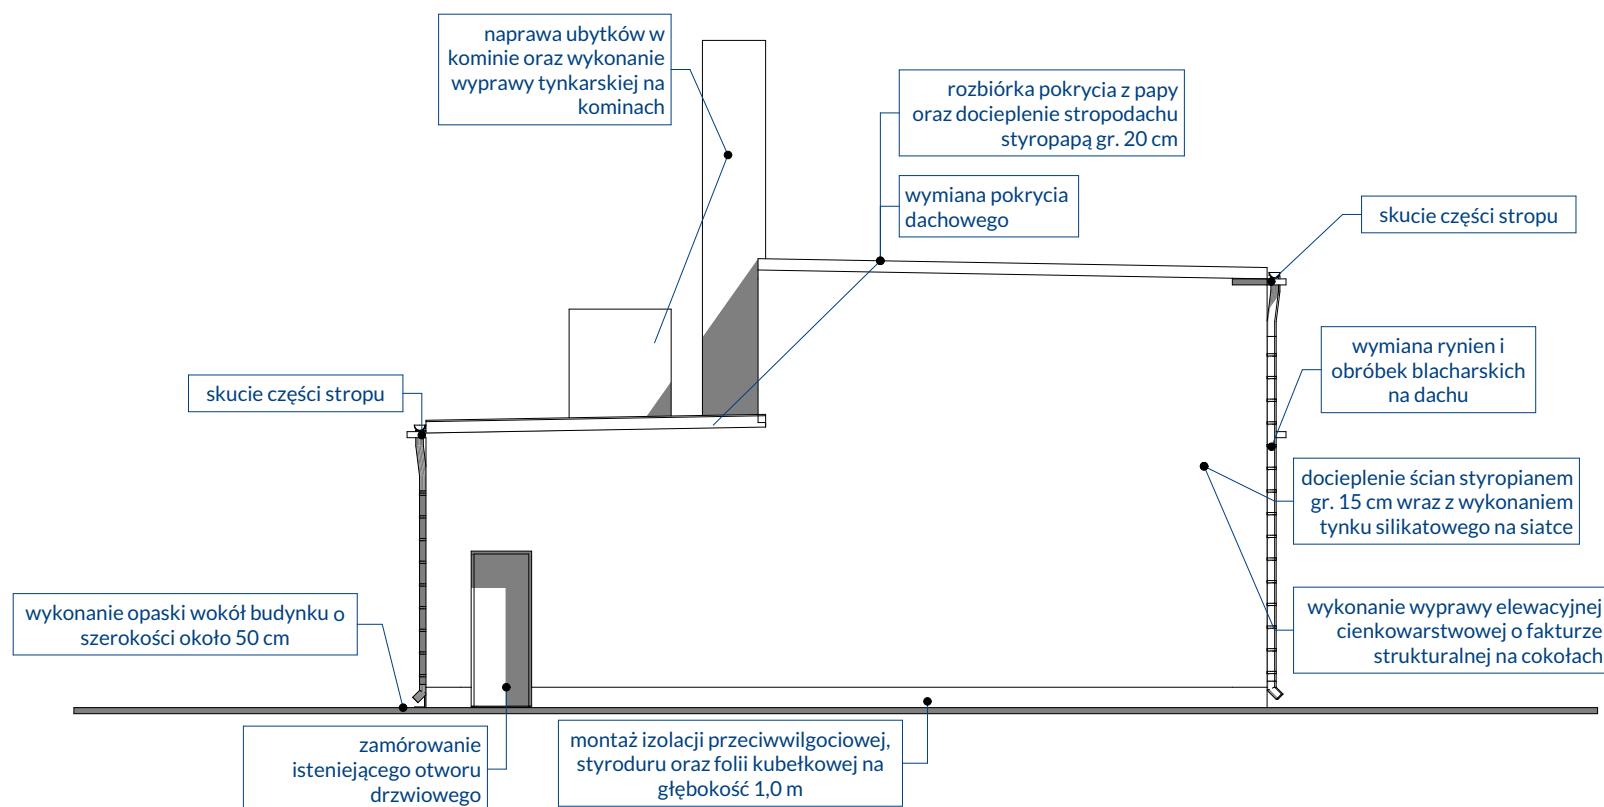 naprawa ubytków w
kominie oraz wykonanie
wyprawy tynkarskiej na
kominach
rozbiórka pokrycia z papy
oraz docieplenie stropodachu
styropapą gr. 20 cm
wymiana pokrycia
dachowego
skucie części stropu
wymiana rynien i
obróbek blacharskich
na dachu
skucie części stropu
docieplenie ścian styropianem
gr. 15 cm wraz z wykonaniem
tynku silikatowego na siatce
wykonanie opaski wokół budynku o
szerokości około 50 cm
wykonanie wyprawy elewacyjnej
cienkowarstwowej o fakturze
strukturalnej na cokołach
zamórowanie
isteniejącego otworu
drzwiowego
montaż izolacji przeciwwilgociowej,
styroduru oraz folii kubełkowej na
głębokość 1,0 m